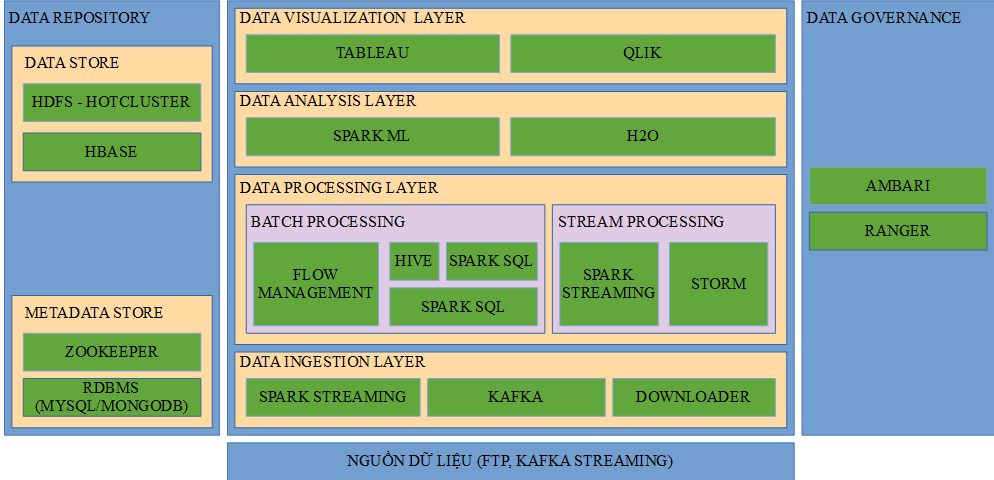 DATA REPOSITORY
DATA STORE
HDFS - HOTCLUSTER
HBASE
METADATA STORE
ZOOKEEPER
RDBMS
(MYSQL/MONGODB)
DATA VISUALIZATION LAYER
TABLEAU
QLIK
DATA ANALYSIS LAYER
SPARK ML
H2O
DATA PROCESSING LAYER
BATCH PROCESSING
FLOW
MANAGEMENT
HIVE
SPARK SQL
SPARK SQL
STREAM PROCESSING
SPARK
STREAMING
STORM
DATA INGESTION LAYER
SPARK STREAMING
KAFKA
DOWNLOADER
DATA GOVERNANCE
AMBARI
RANGER
NGUỒN DỮ LIỆU (FTP, KAFKA STREAMING)